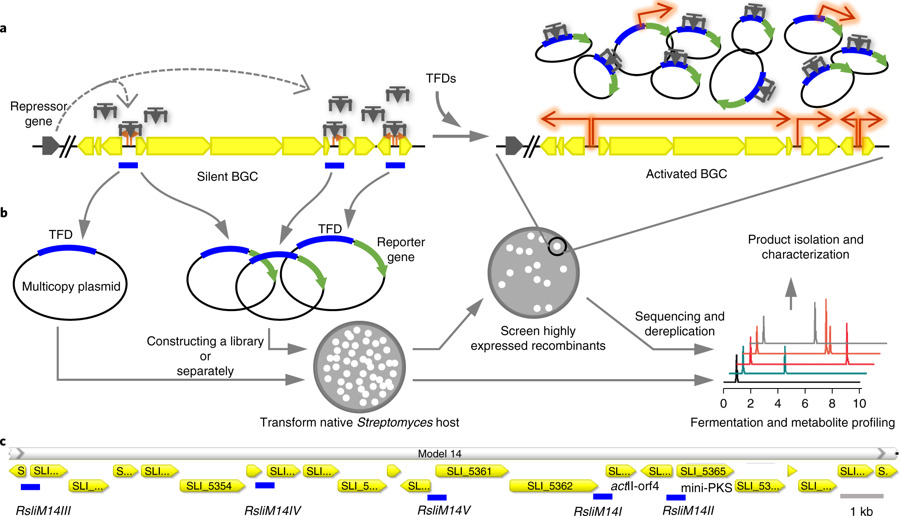 a
Repressor
gene
TFDs
Silent BGC
Activated BGC
b
TFD
TFD
Reporter
gene
Multicopy plasmid
Product isolation and
characterization
Constructing a library
or
separately
Screen highly
expressed recombinants
Sequencing and
dereplication
0 2 4 6 8 10
Transform native Streptomyces host
Fermentation and metabolite profiling
c
Model 14
S SLI... S... SLI... SLI... SLI... SLI_5361 SL... SL... SLI_5365 SLI... S.
SLI_... SLI_5354 SLI_5... SL... SLI_5362 actII-orf4 mini-PKS SLI_53... SLI_...
RsliM14III RsliM14IV RsliM14V RsliM14I RsliM14II 1 kb